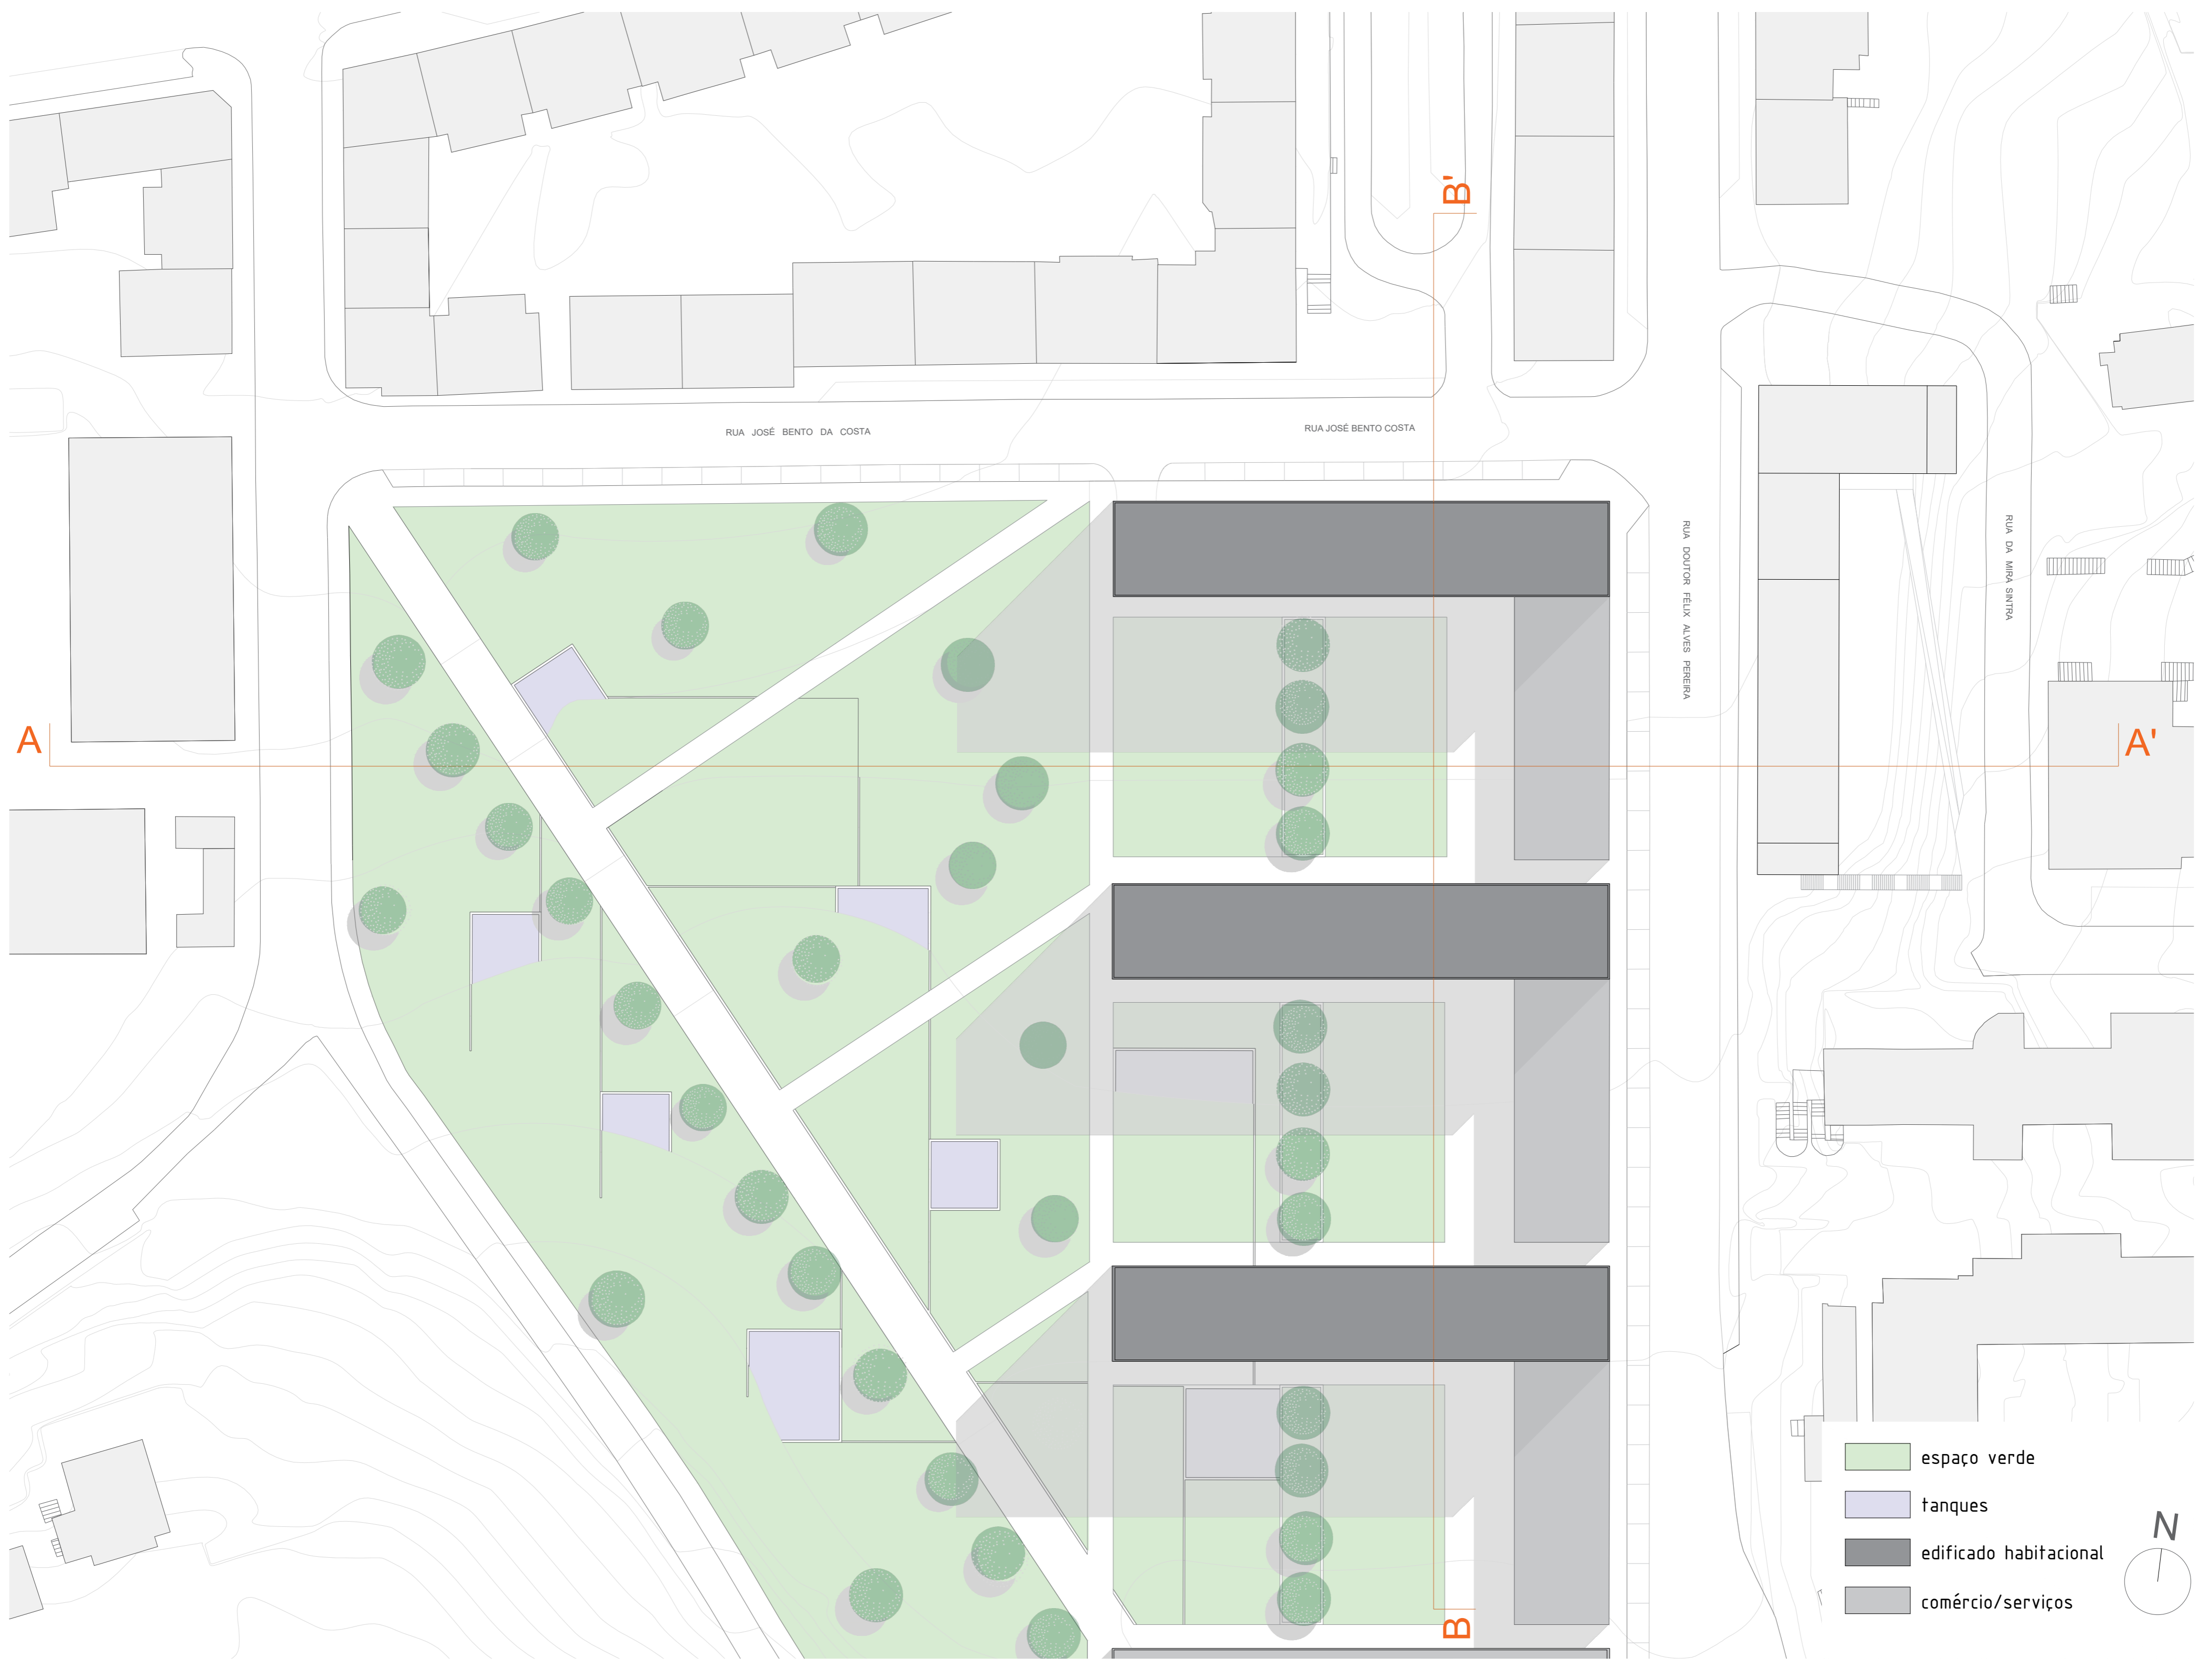 B'
RUA JOSÉ BENTO DA COSTA
RUA JOSÉ BENTO COSTA
RUA DOUTOR FÉLIX ALVES PEREIRA
RUA DA MIRA SINTRA
A
A'
espaço verde
tanques
edificado habitacional
comércio/serviços
N
B